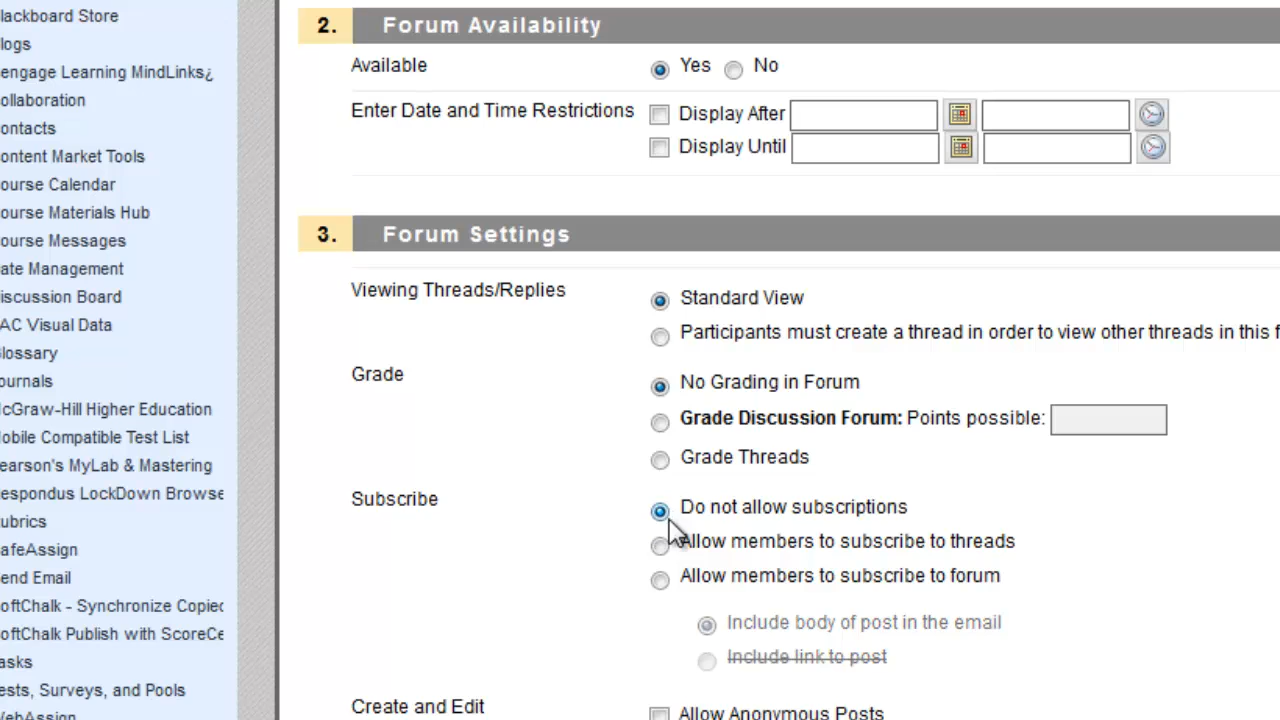 lackboard Store
logs
engage Learning MindLinks¿
ollaboration
ontacts
ontent Market Tools
ourse Calendar
ourse Materials Hub
ourse Messages
ate Management
iscussion Board
AC Visual Data
lossary
ournals
cGraw-Hill Higher Education
obile Compatible Test List
earson's MyLab & Mastering
espondus LockDown Browse
ubrics
afeAssign
end Email
oftChalk - Synchronize Copied
oftChalk Publish with ScoreCe
asks
ests, Surveys, and Pools
WebAssign
2. Forum Availability
Available Yes No
Enter Date and Time Restrictions Display After
Display Until
3. Forum Settings
Viewing Threads/Replies Standard View
Participants must create a thread in order to view other threads in this f
Grade No Grading in Forum
Grade Discussion Forum: Points possible:
Grade Threads
Subscribe Do not allow subscriptions
Allow members to subscribe to threads
Allow members to subscribe to forum
Include body of post in the email
Include link to post
Create and Edit Allow Anonymous Posts